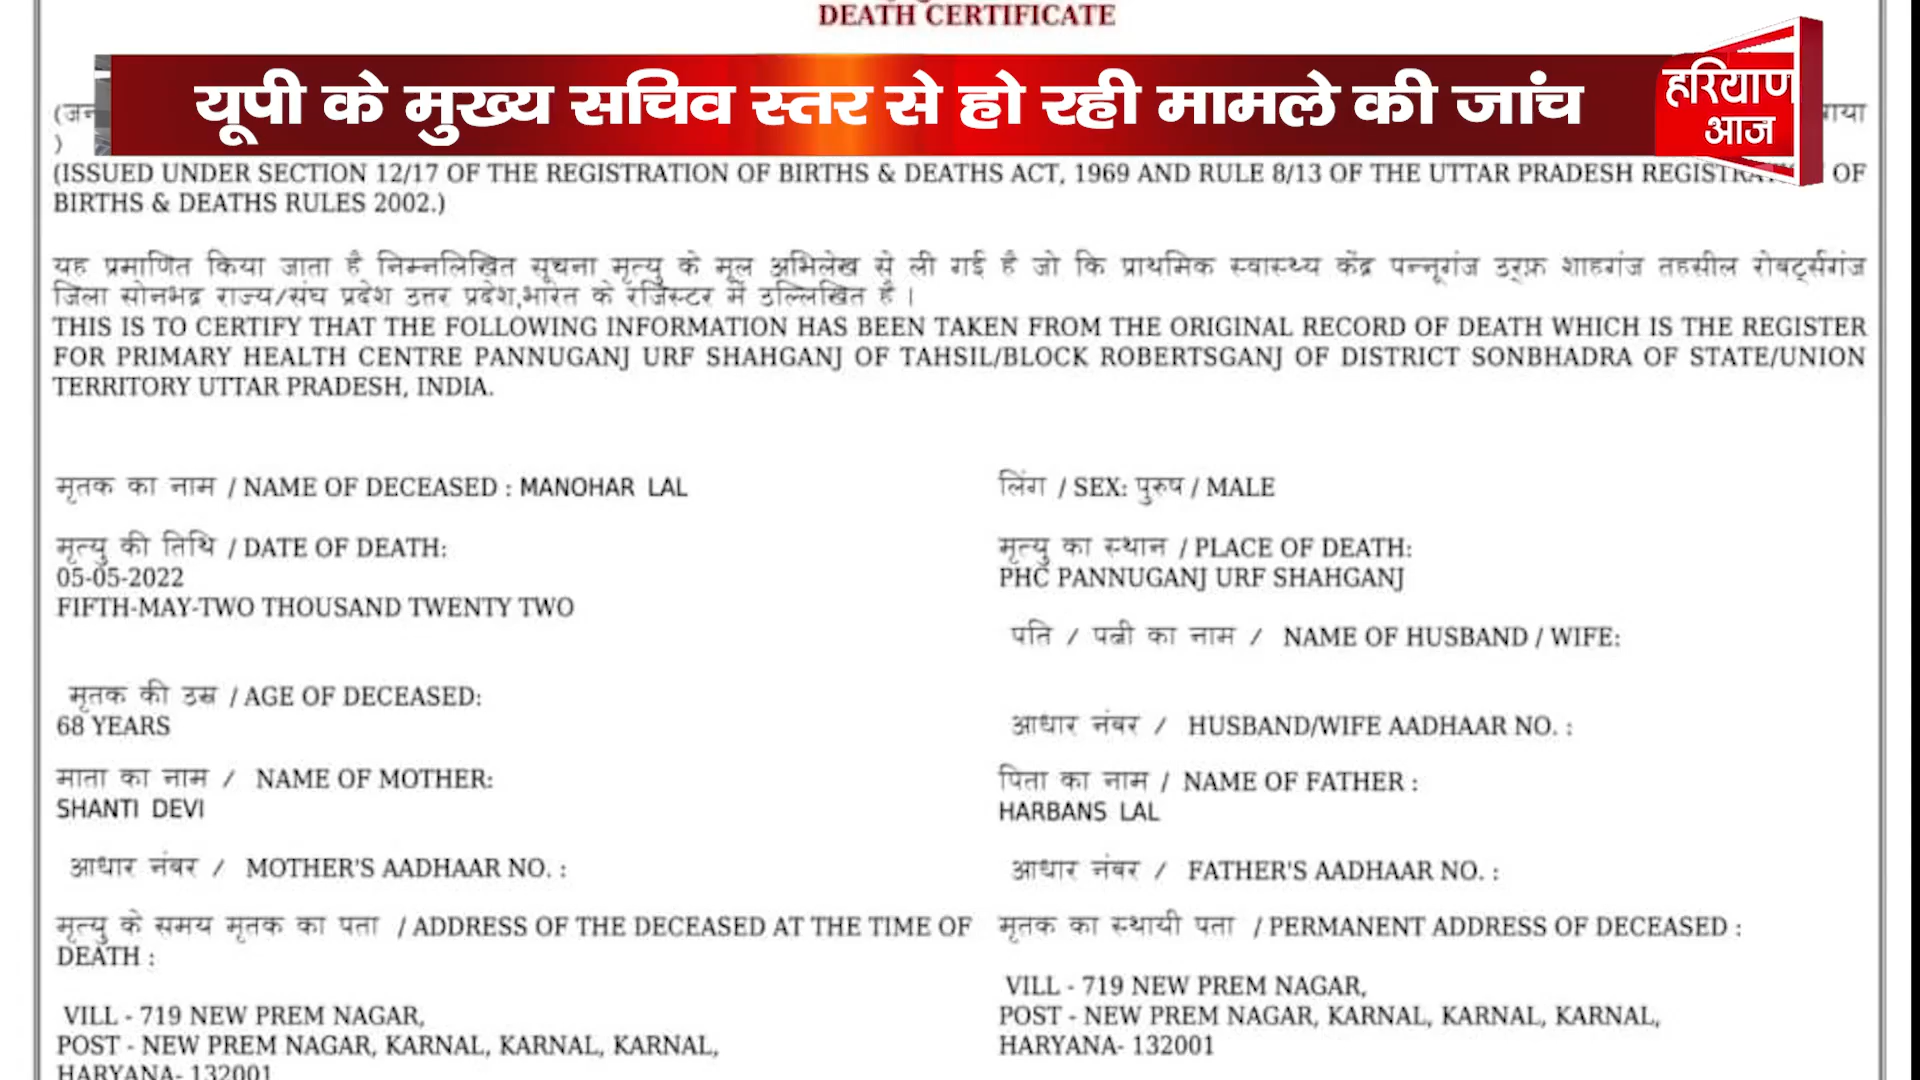 DEATH CERTIFICATE
यूपी के मुख्य सचिव स्तर से हो रही मामले की जांच
हरियाणा
आज
(जन
)
(ISSUED UNDER SECTION 12/17 OF THE REGISTRATION OF BIRTHS & DEATHS ACT, 1969 AND RULE 8/13 OF THE UTTAR PRADESH OF
BIRTHS & DEATHS RULES 2002.)
यह प्रमाणित किया जाता है निम्नलिखित सूचना मृत्यु के मूल अभिलेख से ली गई है जो कि प्राथमिक स्वास्थ्य केंद्र पन्नूगंज उर्फ़ शाहगंज तहसील रोबर्ट्सगंज
जिला सोनभद्र राज्य/संघ प्रदेश उत्तर प्रदेश,भारत के रजिस्टर में उल्लिखित है ।
THIS IS TO CERTIFY THAT THE FOLLOWING INFORMATION HAS BEEN TAKEN FROM THE ORIGINAL RECORD OF DEATH WHICH IS THE REGISTER
FOR PRIMARY HEALTH CENTRE PANNUGANJ URF SHAHGANJ OF TAHSIL/BLOCK ROBERTSGANJ OF DISTRICT SONBHADRA OF STATE/UNION
TERRITORY UTTAR PRADESH, INDIA.
मृतक का नाम / NAME OF DECEASED : MANOHAR LAL
लिंग / SEX: पुरुष / MALE
मृत्यु की तिथि / DATE OF DEATH:
05-05-2022
FIFTH-MAY-TWO THOUSAND TWENTY TWO
मृत्यु का स्थान / PLACE OF DEATH:
PHC PANNUGANJ URF SHAHGANJ
पति / पत्नी का नाम / NAME OF HUSBAND / WIFE:
मृतक की उम्र / AGE OF DECEASED:
68 YEARS
आधार नंबर / HUSBAND/WIFE AADHAAR NO. :
माता का नाम / NAME OF MOTHER:
SHANTI DEVI
पिता का नाम / NAME OF FATHER :
HARBANS LAL
आधार नंबर / MOTHER'S AADHAAR NO. :
आधार नंबर / FATHER'S AADHAAR NO. :
मृत्यु के समय मृतक का पता / ADDRESS OF THE DECEASED AT THE TIME OF
DEATH :
VILL - 719 NEW PREM NAGAR,
POST - NEW PREM NAGAR, KARNAL, KARNAL, KARNAL,
HARYANA- 132001
मृतक का स्थायी पता / PERMANENT ADDRESS OF DECEASED :
VILL - 719 NEW PREM NAGAR,
POST - NEW PREM NAGAR, KARNAL, KARNAL, KARNAL,
HARYANA- 132001